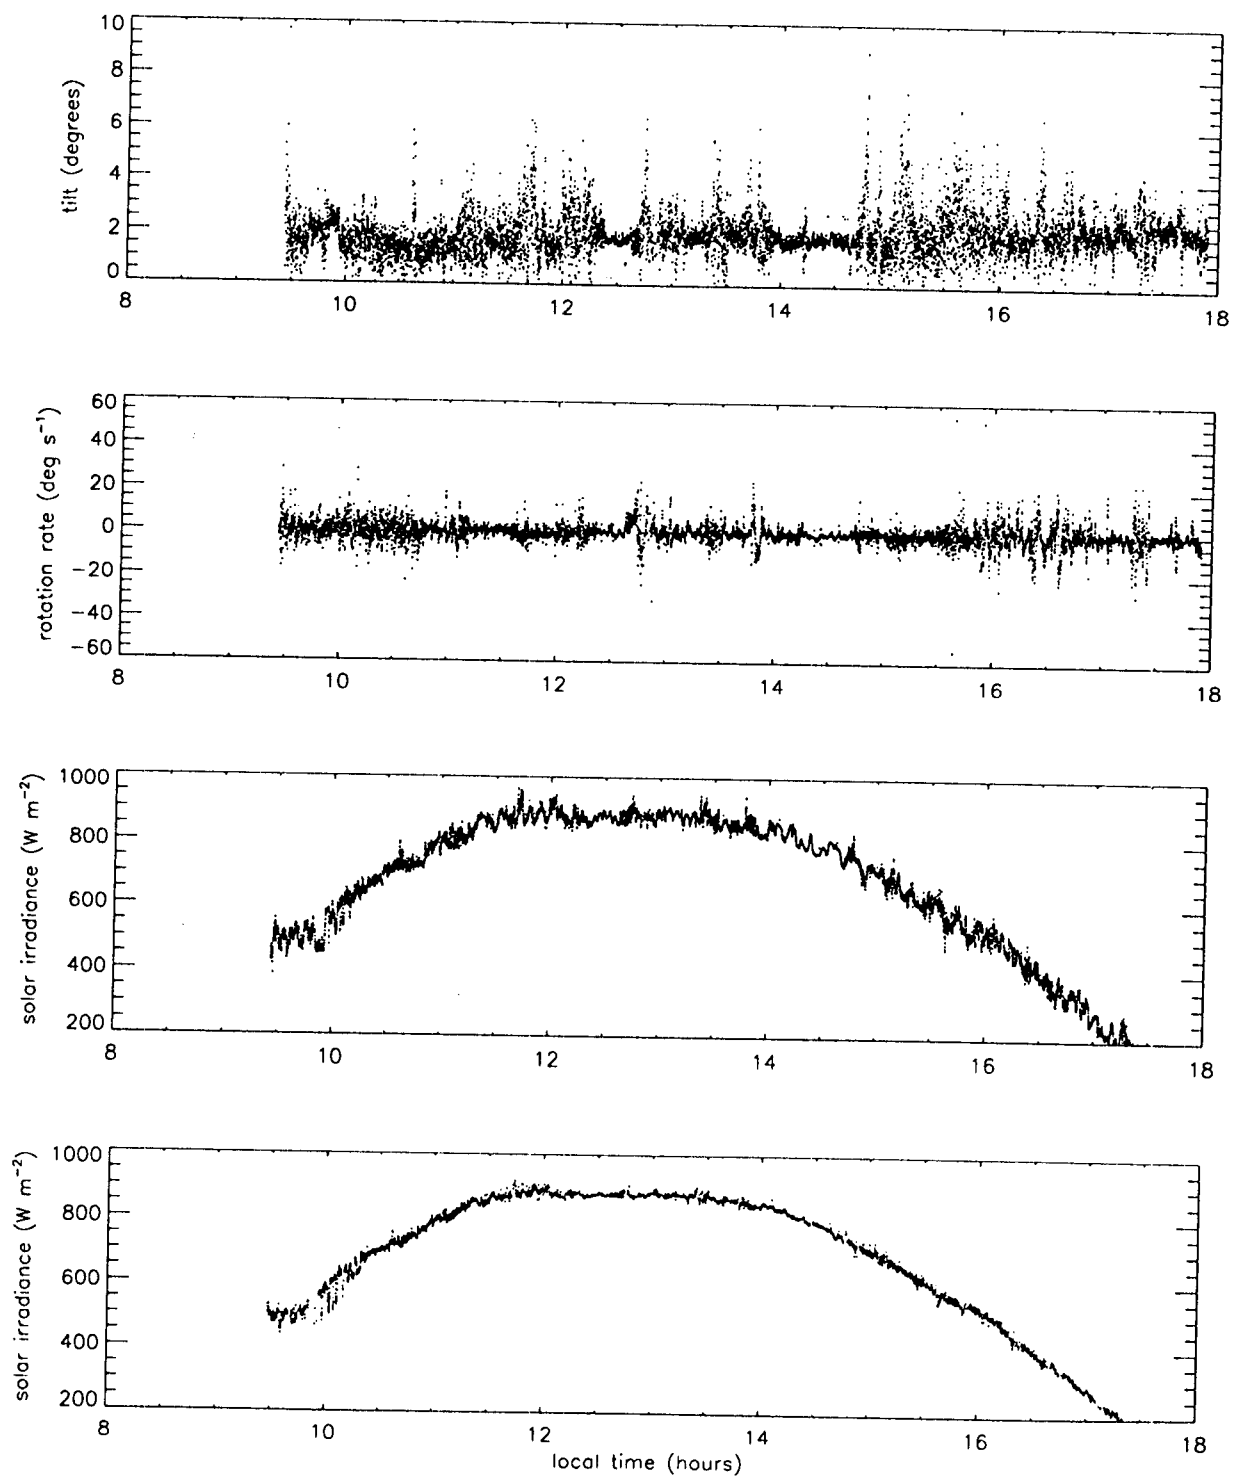 10
8
6
4
2
0
tilt (degrees)
8 10 12 14 16 18
60
40
20
0
−20
−40
−60
rotation rate (deg s⁻¹)
8 10 12 14 16 18
1000
800
600
400
200
solar irradiance (W m⁻²)
8 10 12 14 16 18
1000
800
600
400
200
solar irradiance (W m⁻²)
8 10 12 14 16 18
local time (hours)